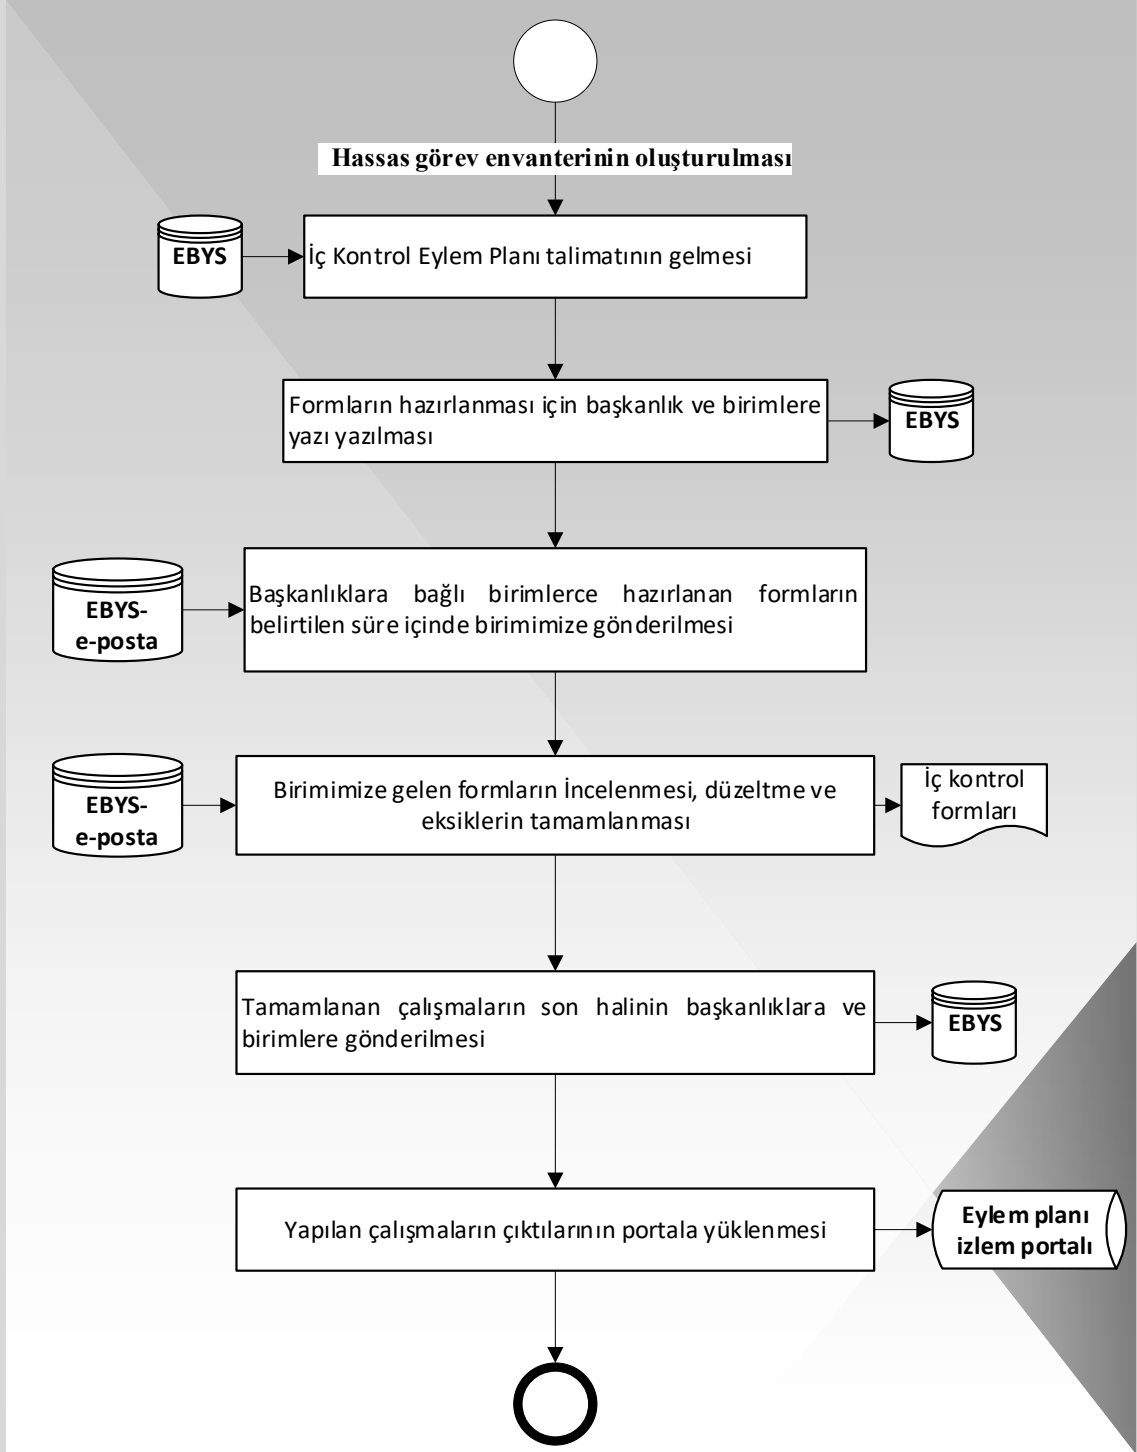 Hassas görev envanterinin oluşturulması
EBYS
İç Kontrol Eylem Planı talimatının gelmesi
Formların hazırlanması için başkanlık ve birimlere
yazı yazılması
EBYS
EBYS-
e-posta
Başkanlıklara bağlı birimlerce hazırlanan formların
belirtilen süre içinde birimimize gönderilmesi
EBYS-
e-posta
Birimimize gelen formların İncelenmesi, düzeltme ve
eksiklerin tamamlanması
İç kontrol
formları
Tamamlanan çalışmaların son halinin başkanlıklara ve
birimlere gönderilmesi
EBYS
Yapılan çalışmaların çıktılarının portala yüklenmesi
Eylem planı
izlem portalı